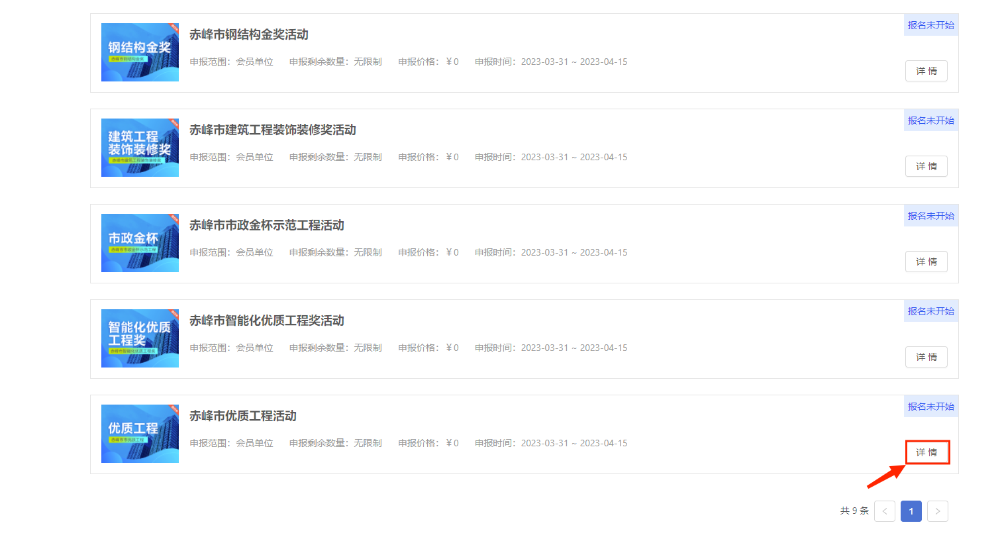 钢结构金奖
赤峰市钢结构金奖
赤峰市钢结构金奖活动
报名未开始
申报范围：会员单位 申报剩余数量：无限制 申报价格：￥0 申报时间：2023-03-31 ~ 2023-04-15
详 情
建筑工程
装饰装修奖
赤峰市建筑工程装饰装修奖
赤峰市建筑工程装饰装修奖活动
报名未开始
申报范围：会员单位 申报剩余数量：无限制 申报价格：￥0 申报时间：2023-03-31 ~ 2023-04-15
详 情
市政金杯
赤峰市市政金杯示范工程
赤峰市市政金杯示范工程活动
报名未开始
申报范围：会员单位 申报剩余数量：无限制 申报价格：￥0 申报时间：2023-03-31 ~ 2023-04-15
详 情
智能化优质
工程奖
赤峰市智能化优质工程奖
赤峰市智能化优质工程奖活动
报名未开始
申报范围：会员单位 申报剩余数量：无限制 申报价格：￥0 申报时间：2023-03-31 ~ 2023-04-15
详 情
优质工程
赤峰市市优质工程
赤峰市优质工程活动
报名未开始
申报范围：会员单位 申报剩余数量：无限制 申报价格：￥0 申报时间：2023-03-31 ~ 2023-04-15
详 情
共 9 条 < 1 >